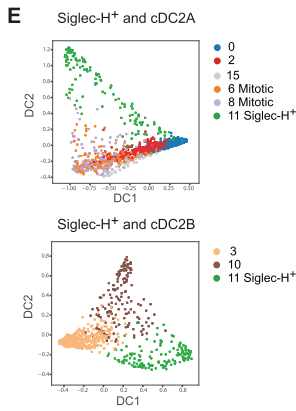 E
Siglec-H+ and cDC2A
1.2
1.0
0.8
0.6
0.4
0.2
0.0
−0.2
−0.4
DC2
−1.00 −0.75 −0.50 −0.25 0.00 0.25 0.50
DC1
0
2
15
6 Mitotic
8 Mitotic
11 Siglec-H+
Siglec-H+ and cDC2B
0.8
0.6
0.4
0.2
0.0
−0.2
−0.4
DC2
−0.4 −0.2 0.0 0.2 0.4 0.6 0.8
DC1
3
10
11 Siglec-H+